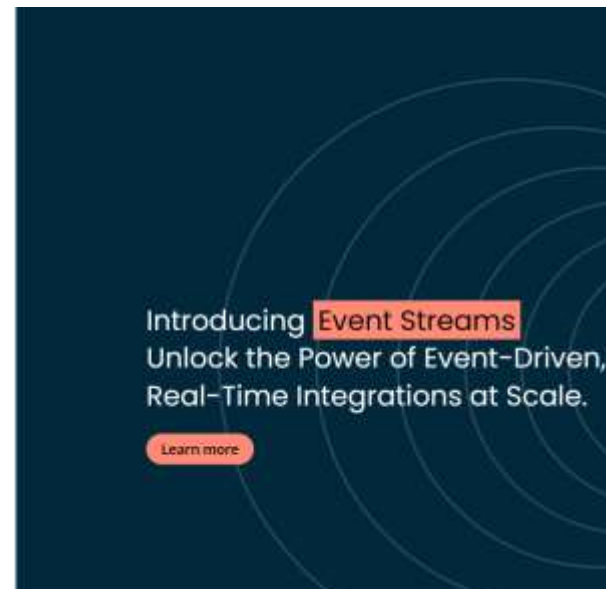 Introducing Event Streams
Unlock the Power of Event-Driven,
Real-Time Integrations at Scale.
Learn more